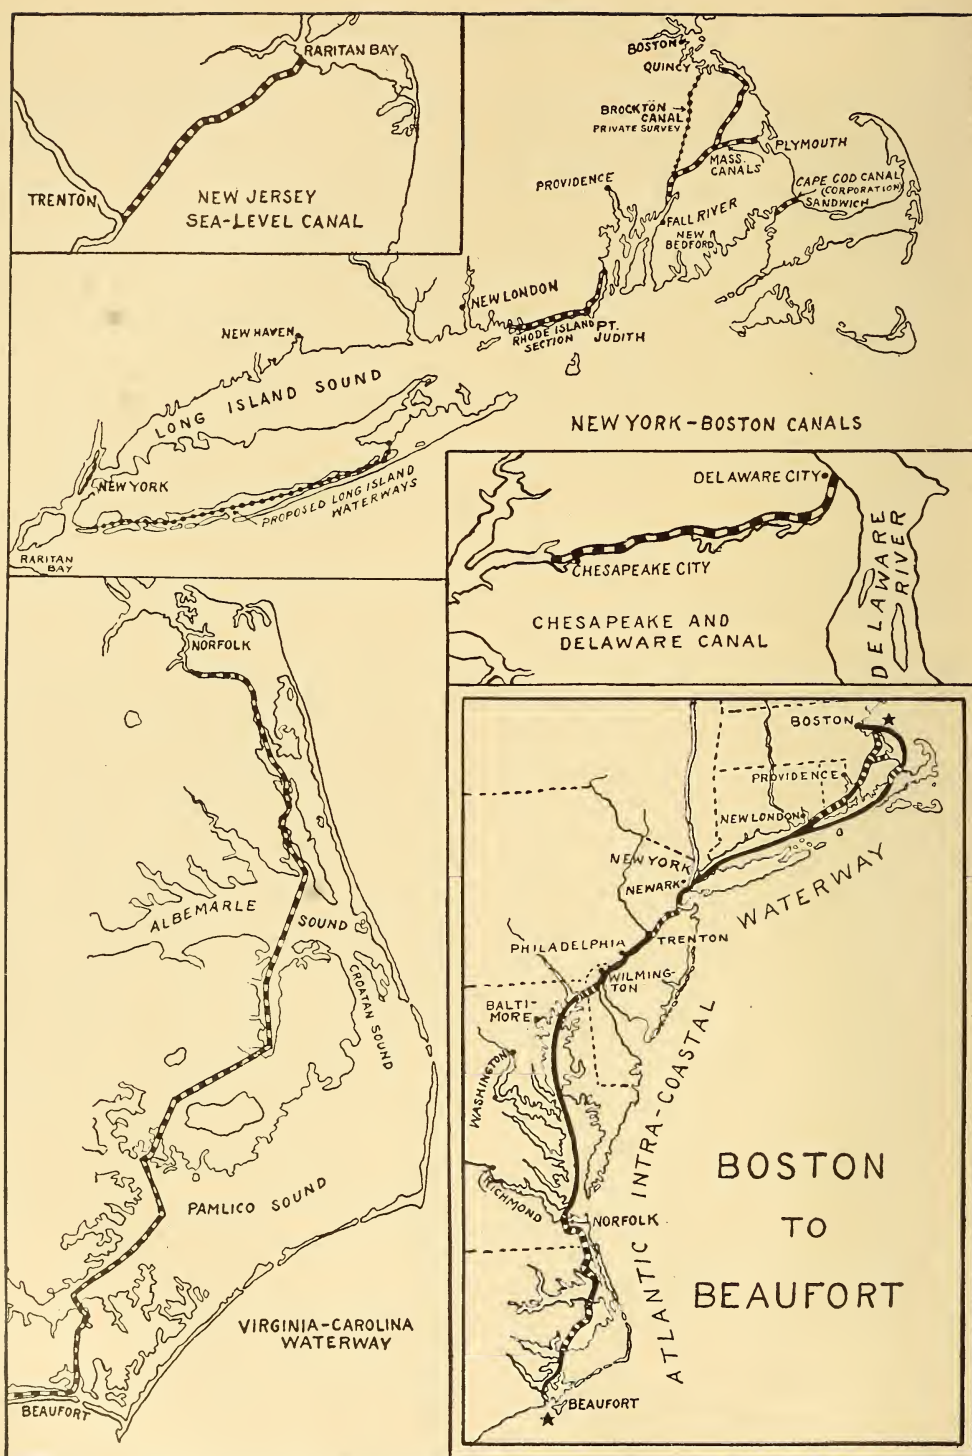 RARITAN BAY
TRENTON
NEW JERSEY
SEA-LEVEL CANAL
BOSTON
QUINCY
BROCKTON
CANAL
PRIVATE SURVEY
PLYMOUTH
MASS.
CANALS
PROVIDENCE
CAPE COD CANAL
(CORPORATION)
SANDWICH
FALL RIVER
NEW
BEDFORD
NEW LONDON
RHODE ISLAND
SECTION
PT.
JUDITH
NEW HAVEN
LONG ISLAND SOUND
NEW YORK-BOSTON CANALS
NEW YORK
PROPOSED LONG ISLAND
WATERWAYS
RARITAN
BAY
DELAWARE CITY
CHESAPEAKE CITY
CHESAPEAKE AND
DELAWARE CANAL
DELAWARE
RIVER
NORFOLK
ALBEMARLE
SOUND
CROATAN SOUND
PAMLICO SOUND
VIRGINIA-CAROLINA
WATERWAY
BEAUFORT
BOSTON
PROVIDENCE
NEW LONDON
NEW YORK
NEWARK
TRENTON
PHILADELPHIA
WILMING-
TON
BALTI-
MORE
WASHINGTON
RICHMOND
NORFOLK
BEAUFORT
ATLANTIC INTRA-COASTAL
WATERWAY
BOSTON
TO
BEAUFORT